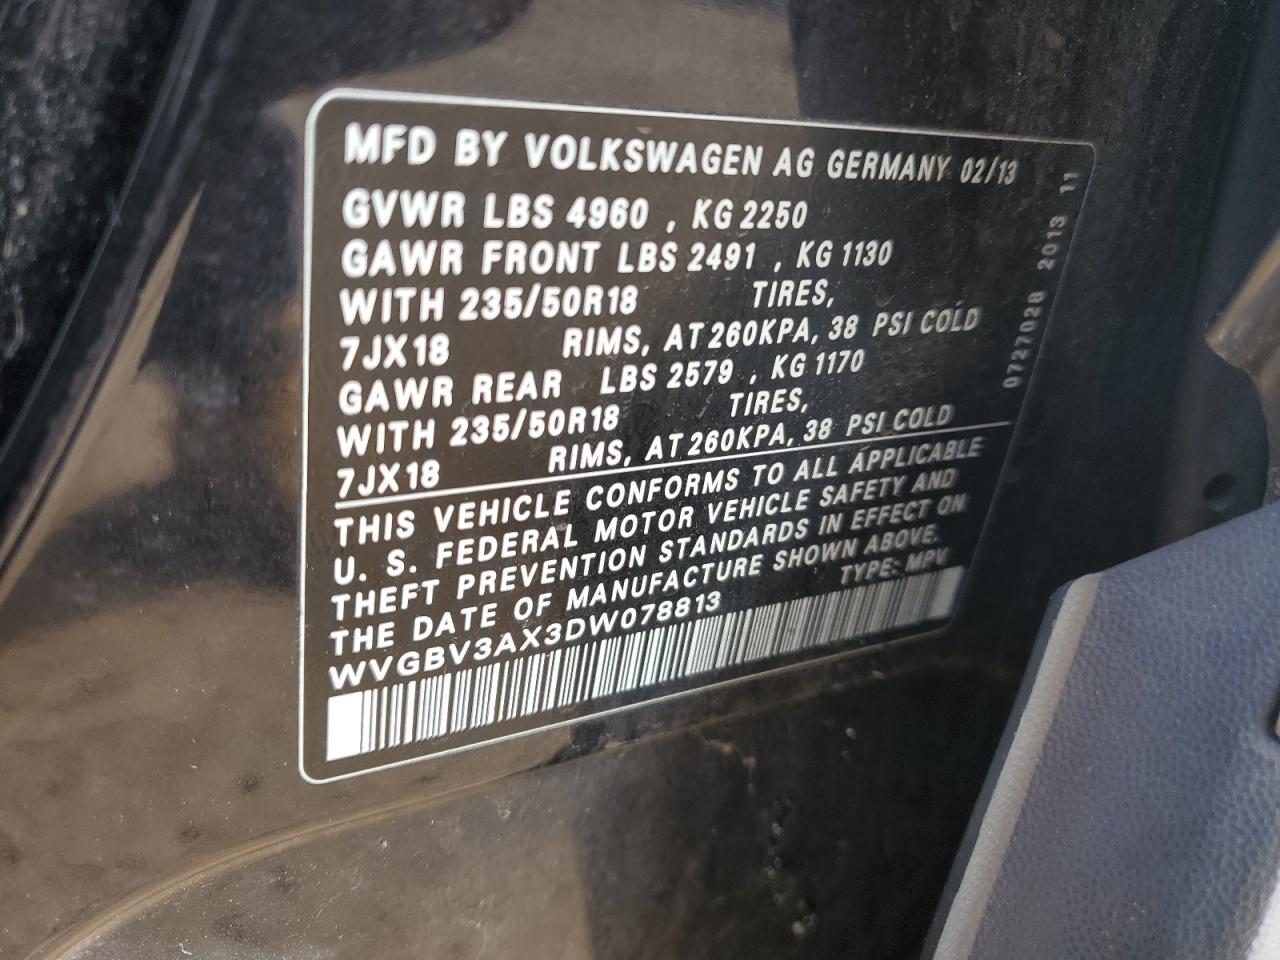 MFD BY VOLKSWAGEN AG GERMANY 02/13
GVWR LBS 4960 , KG 2250
GAWR FRONT LBS 2491 , KG 1130
WITH 235/50R18 TIRES,
7JX18 RIMS, AT 260KPA, 38 PSI COLD
GAWR REAR LBS 2579 , KG 1170
WITH 235/50R18 TIRES,
7JX18 RIMS, AT 260KPA, 38 PSI COLD
THIS VEHICLE CONFORMS TO ALL APPLICABLE
U. S. FEDERAL MOTOR VEHICLE SAFETY AND
THEFT PREVENTION STANDARDS IN EFFECT ON
THE DATE OF MANUFACTURE SHOWN ABOVE.
WVGBV3AX3DW078813 TYPE: MPV
0727028 2013 11